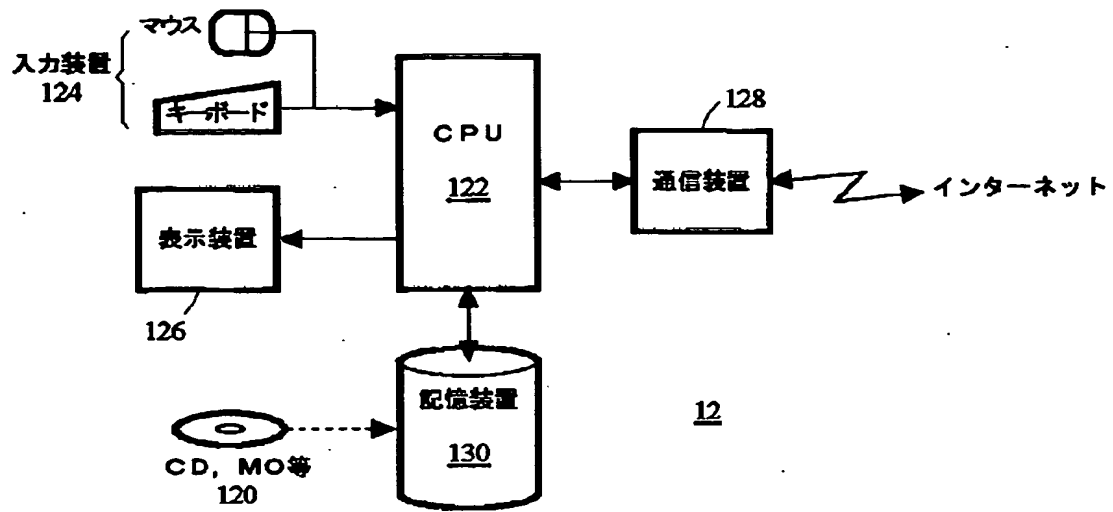 マウス
入力装置
124
キーボード
CPU
122
128
通信装置
インターネット
表示装置
126
記憶装置
130
12
CD, MO等
120